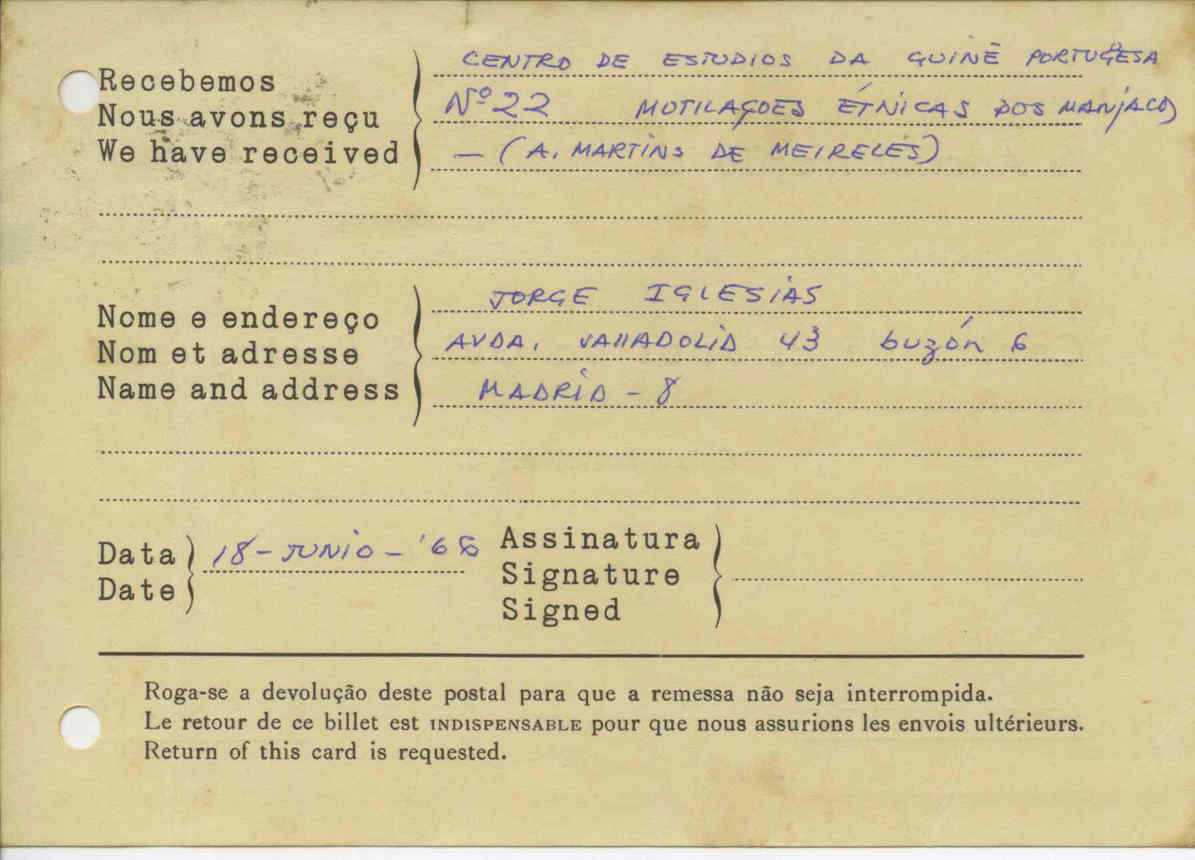 Recebemos
Nous avons reçu
We have received
CENTRO DE ESTUDIOS DA GUINÉ PORTUGESA
Nº 22 MOTILAÇOES ÉTNICAS DOS MANJACOS
— (A. MARTINS DE MEIRELES)
Nome e endereço
Nom et adresse
Name and address
JORGE IGLESIAS
AVDA. VALLADOLID 43 buzón 6
MADRID - 8
Data
Date
18 - JUNIO -
Assinatura
Signature
Signed
Roga-se a devolução deste postal para que a remessa não seja interrompida.
Le retour de ce billet est INDISPENSABLE pour que nous assurions les envois ultérieurs.
Return of this card is requested.